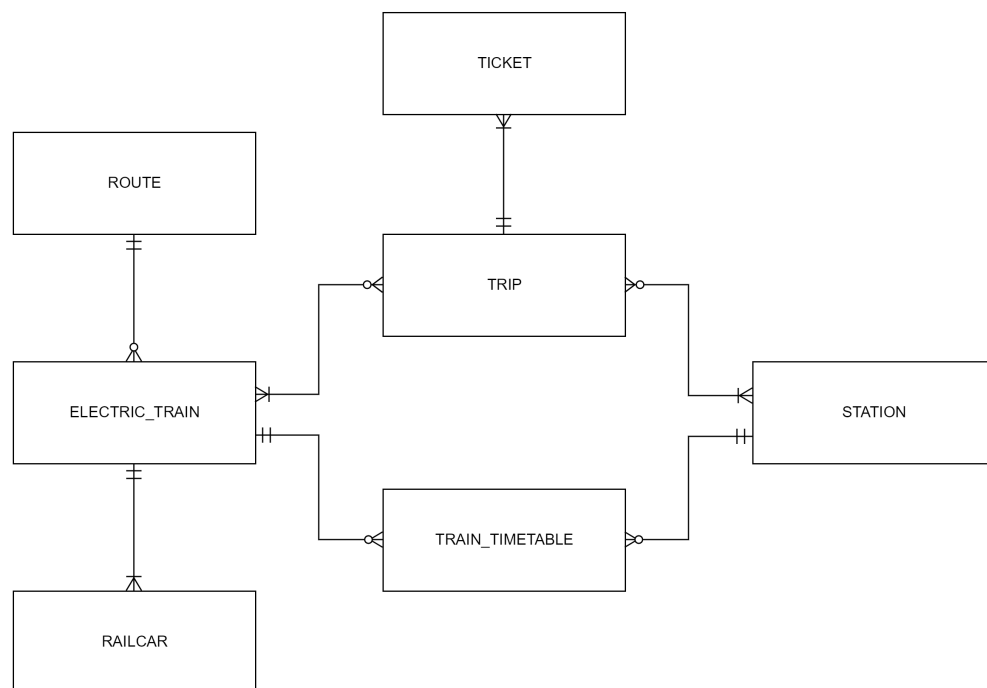 TICKET
ROUTE
TRIP
ELECTRIC_TRAIN
STATION
TRAIN_TIMETABLE
RAILCAR